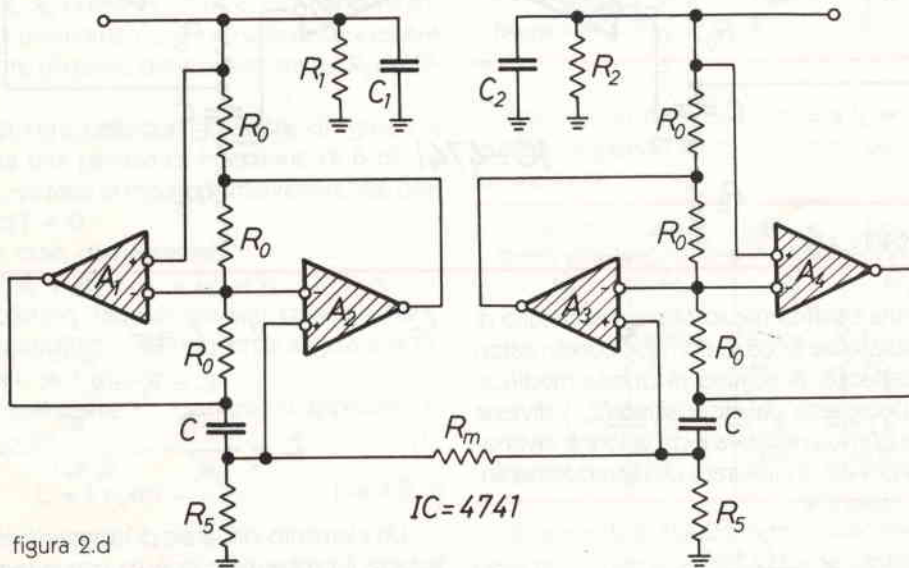 R1
C1
C2
R2
R0
R0
R0
R0
A1
+
-
-
+
A2
A3
-
+
+
-
A4
R0
R0
C
C
Rm
R5
R5
IC=4741
figura 2.d